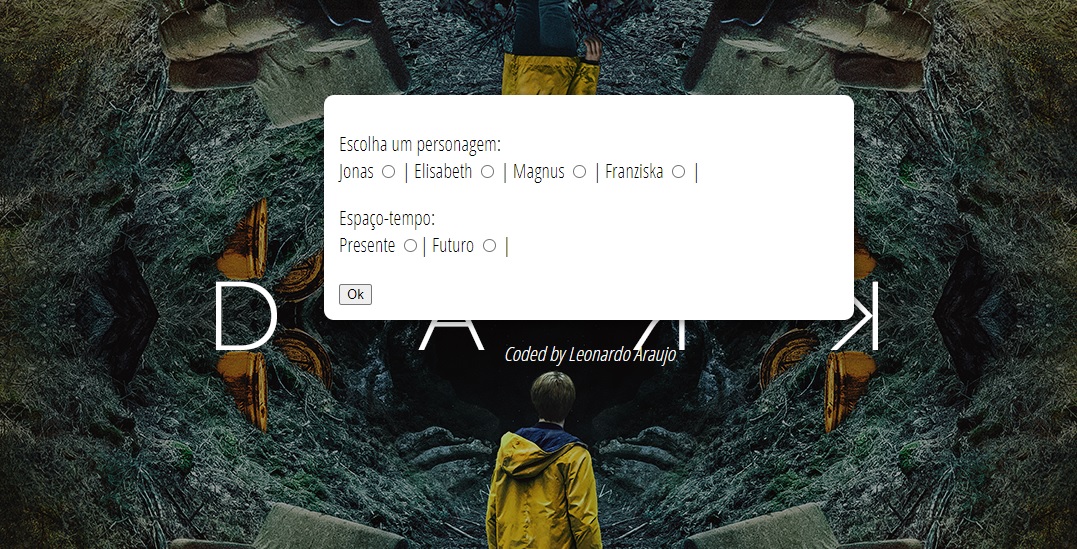 Escolha um personagem:
Jonas | Elisabeth | Magnus | Franziska |
Espaço-tempo:
Presente | Futuro |
Ok
D A R K
Coded by Leonardo Araujo